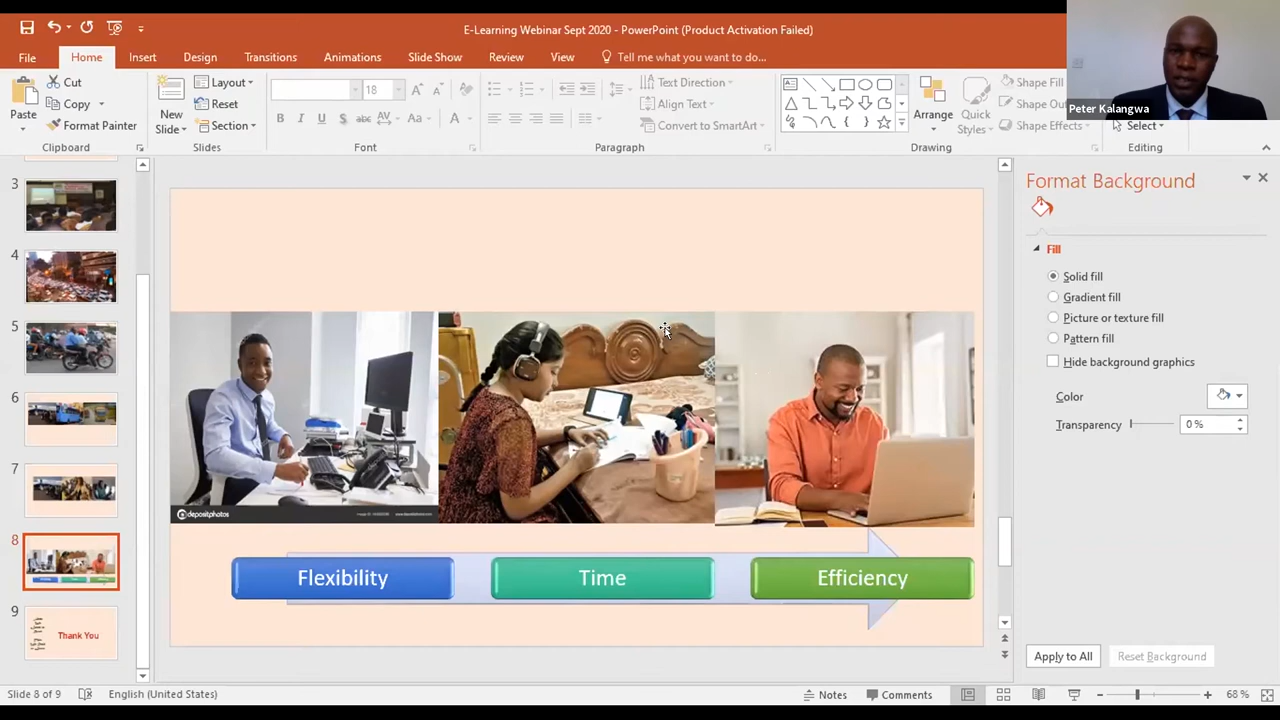 E-Learning Webinar Sept 2020 - PowerPoint (Product Activation Failed)
File
Home
Insert
Design
Transitions
Animations
Slide Show
Review
View
Tell me what you want to do...
Paste
Cut
Copy
Format Painter
Clipboard
New
Slide
Layout
Reset
Section
Slides
18
Font
Text Direction
Align Text
Convert to SmartArt
Paragraph
Arrange
Quick
Styles
Shape Fill
Shape Ou
Shape Effects
Drawing
Select
Editing
Peter Kalangwa
3
4
5
6
7
8
9
Thank You
depositphotos
Flexibility
Time
Efficiency
Format Background
Fill
Solid fill
Gradient fill
Picture or texture fill
Pattern fill
Hide background graphics
Color
Transparency
0 %
Apply to All
Reset Background
Slide 8 of 9
English (United States)
Notes
Comments
68 %